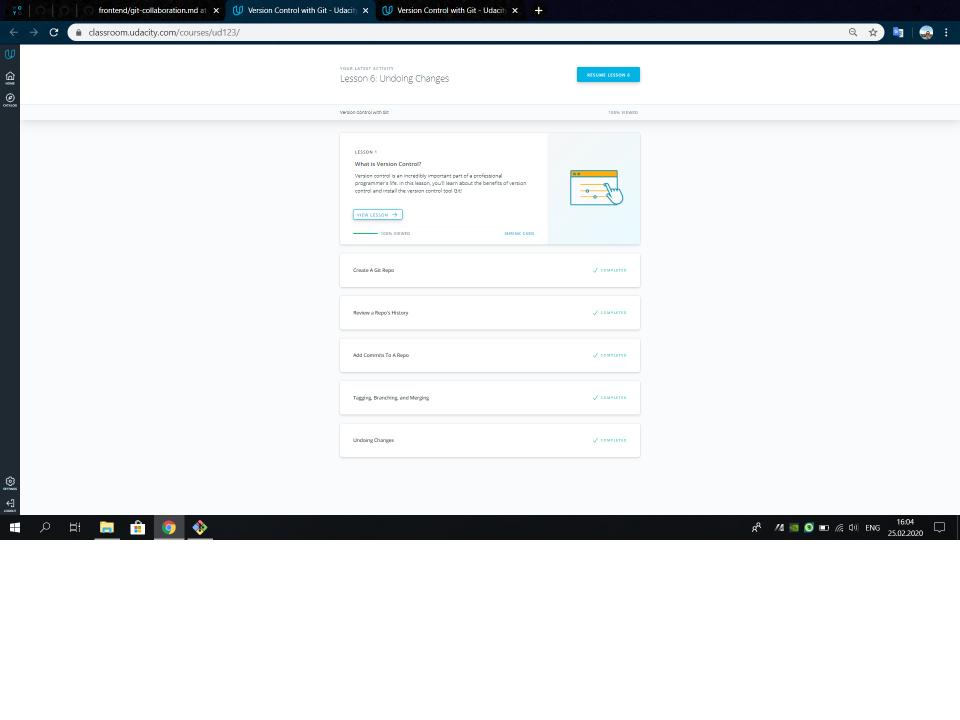 frontend/git-collaboration.md at
Version Control with Git - Udacity
Version Control with Git - Udacity
classroom.udacity.com/courses/ud123/
HOME
CATALOG
YOUR LATEST ACTIVITY
Lesson 6: Undoing Changes
RESUME LESSON 6
Version Control with Git
100% VIEWED
LESSON 1
What is Version Control?
Version control is an incredibly important part of a professional
programmer's life. In this lesson, you'll learn about the benefits of version
control and install the version control tool Git!
VIEW LESSON
100% VIEWED
SHRINK CARD
Create A Git Repo
COMPLETED
Review a Repo's History
COMPLETED
Add Commits To A Repo
COMPLETED
Tagging, Branching, and Merging
COMPLETED
Undoing Changes
COMPLETED
SETTINGS
LOGOUT
ENG
16:04
25.02.2020